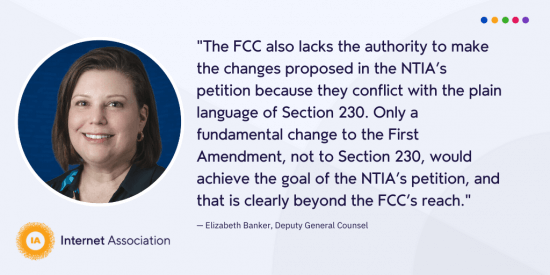 "The FCC also lacks the authority to make
the changes proposed in the NTIA's
petition because they conflict with the plain
language of Section 230. Only a
fundamental change to the First
Amendment, not to Section 230, would
achieve the goal of the NTIA's petition, and
that is clearly beyond the FCC's reach."
— Elizabeth Banker, Deputy General Counsel
IA
Internet Association